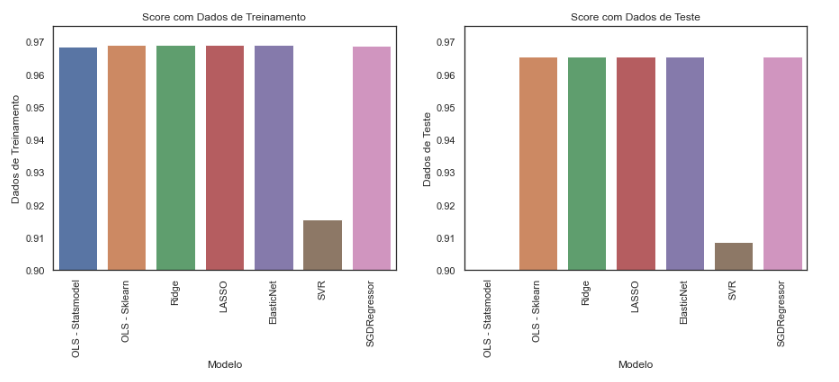 Score com Dados de Treinamento
Dados de Treinamento
0.97
0.96
0.95
0.94
0.93
0.92
0.91
0.90
OLS - Statsmodel
OLS - Sklearn
Ridge
LASSO
ElasticNet
SVR
SGDRegressor
Modelo
Score com Dados de Teste
Dados de Teste
0.97
0.96
0.95
0.94
0.93
0.92
0.91
0.90
OLS - Statsmodel
OLS - Sklearn
Ridge
LASSO
ElasticNet
SVR
SGDRegressor
Modelo